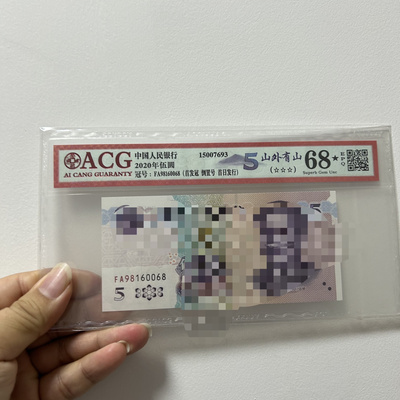 ACG
AI CANG GUARANTY
中国人民银行
2020年伍圆
15007693
5 山外有山
(☆☆☆)
68★
EPQ
Superb Gem Unc
冠号:FA98160068 (首发冠 倒置号 首日发行)
FA98160068
5
5